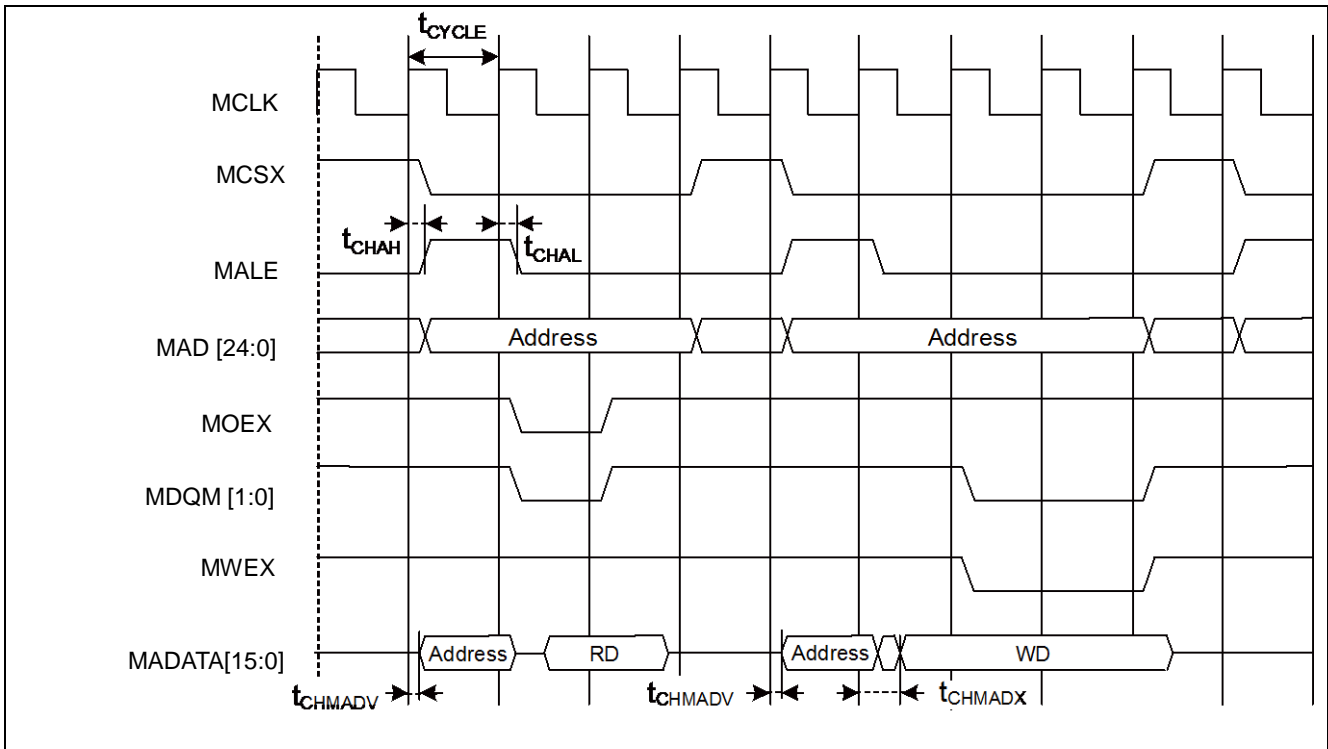 tCYCLE
MCLK
MCSX
tCHAH
tCHAL
MALE
MAD [24:0]
Address
Address
MOEX
MDQM [1:0]
MWEX
MADATA[15:0]
Address
RD
Address
WD
tCHMADV
tCHMADV
tCHMADX